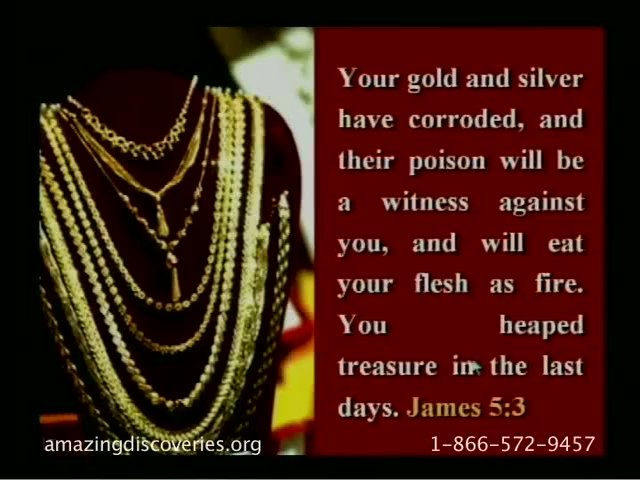 Your gold and silver
have corroded, and
their poison will be
a witness against
you, and will eat
your flesh as fire.
You heaped
treasure in the last
days. James 5:3
amazingdiscoveries.org
1-866-572-9457